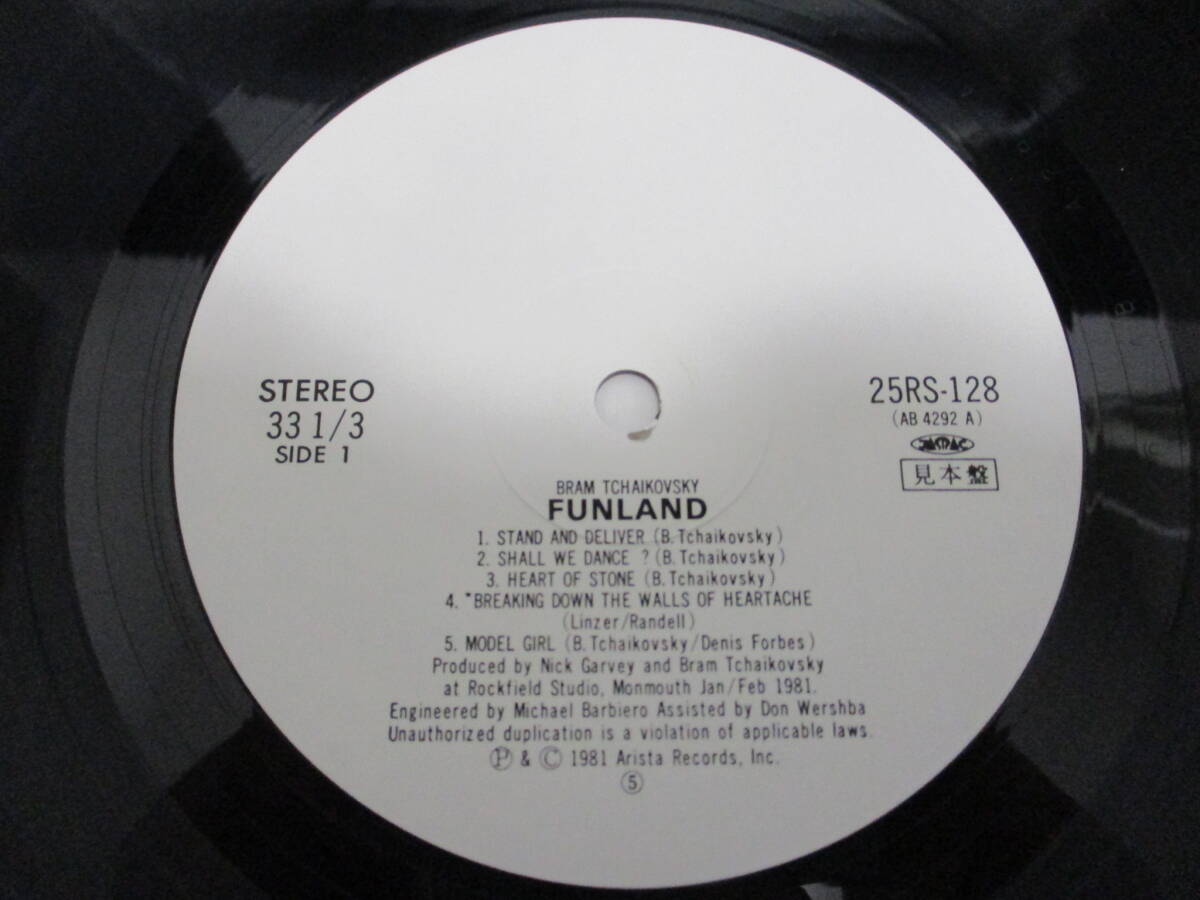 STEREO
33 1/3
SIDE 1
25RS-128
(AB 4292 A)
JASRAC
見本盤
BRAM TCHAIKOVSKY
FUNLAND
1. STAND AND DELIVER (B. Tchaikovsky)
2. SHALL WE DANCE ? (B. Tchaikovsky)
3. HEART OF STONE (B. Tchaikovsky)
4. *BREAKING DOWN THE WALLS OF HEARTACHE
(Linzer/Randell)
5. MODEL GIRL (B. Tchaikovsky/Denis Forbes)
Produced by Nick Garvey and Bram Tchaikovsky
at Rockfield Studio, Monmouth Jan/Feb 1981.
Engineered by Michael Barbiero Assisted by Don Wershba
Unauthorized duplication is a violation of applicable laws.
Ⓟ & Ⓒ 1981 Arista Records, Inc.
⑤